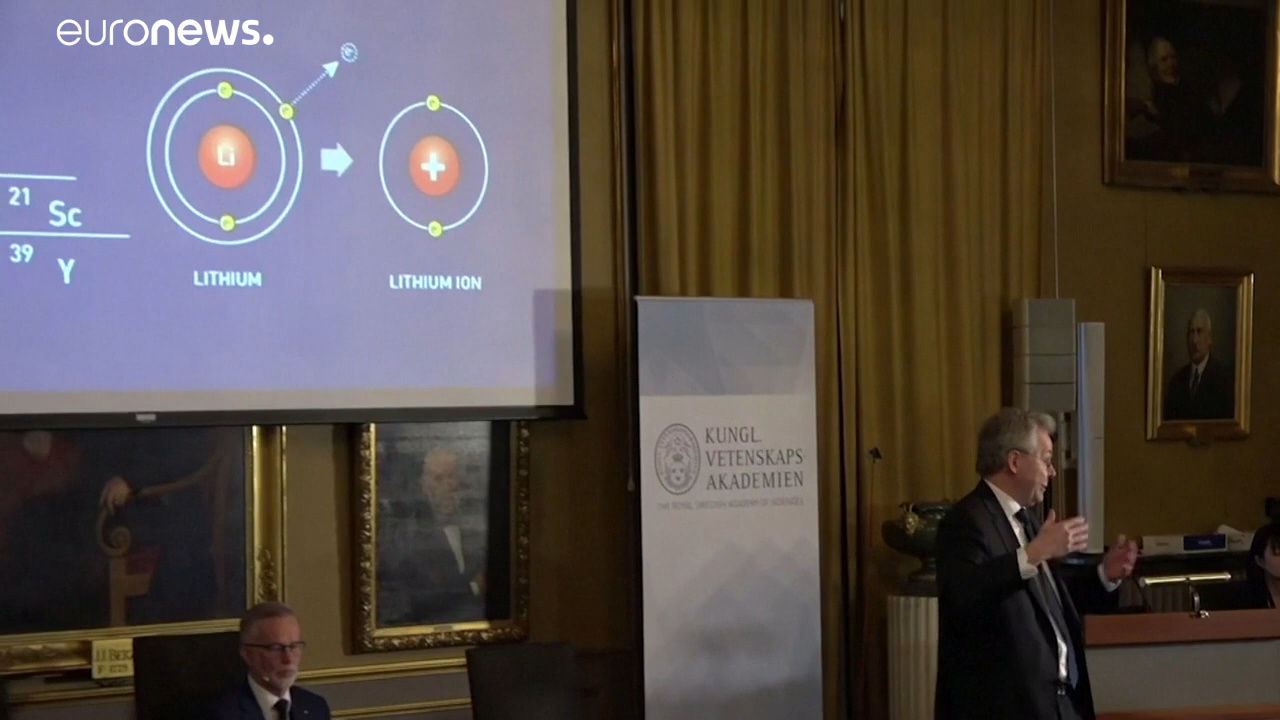 euronews.
e
e
e
Li
e
+
e
e
21 Sc
39 Y
LITHIUM
LITHIUM ION
KUNGL.
VETENSKAPS
AKADEMIEN
THE ROYAL SWEDISH ACADEMY OF SCIENCES